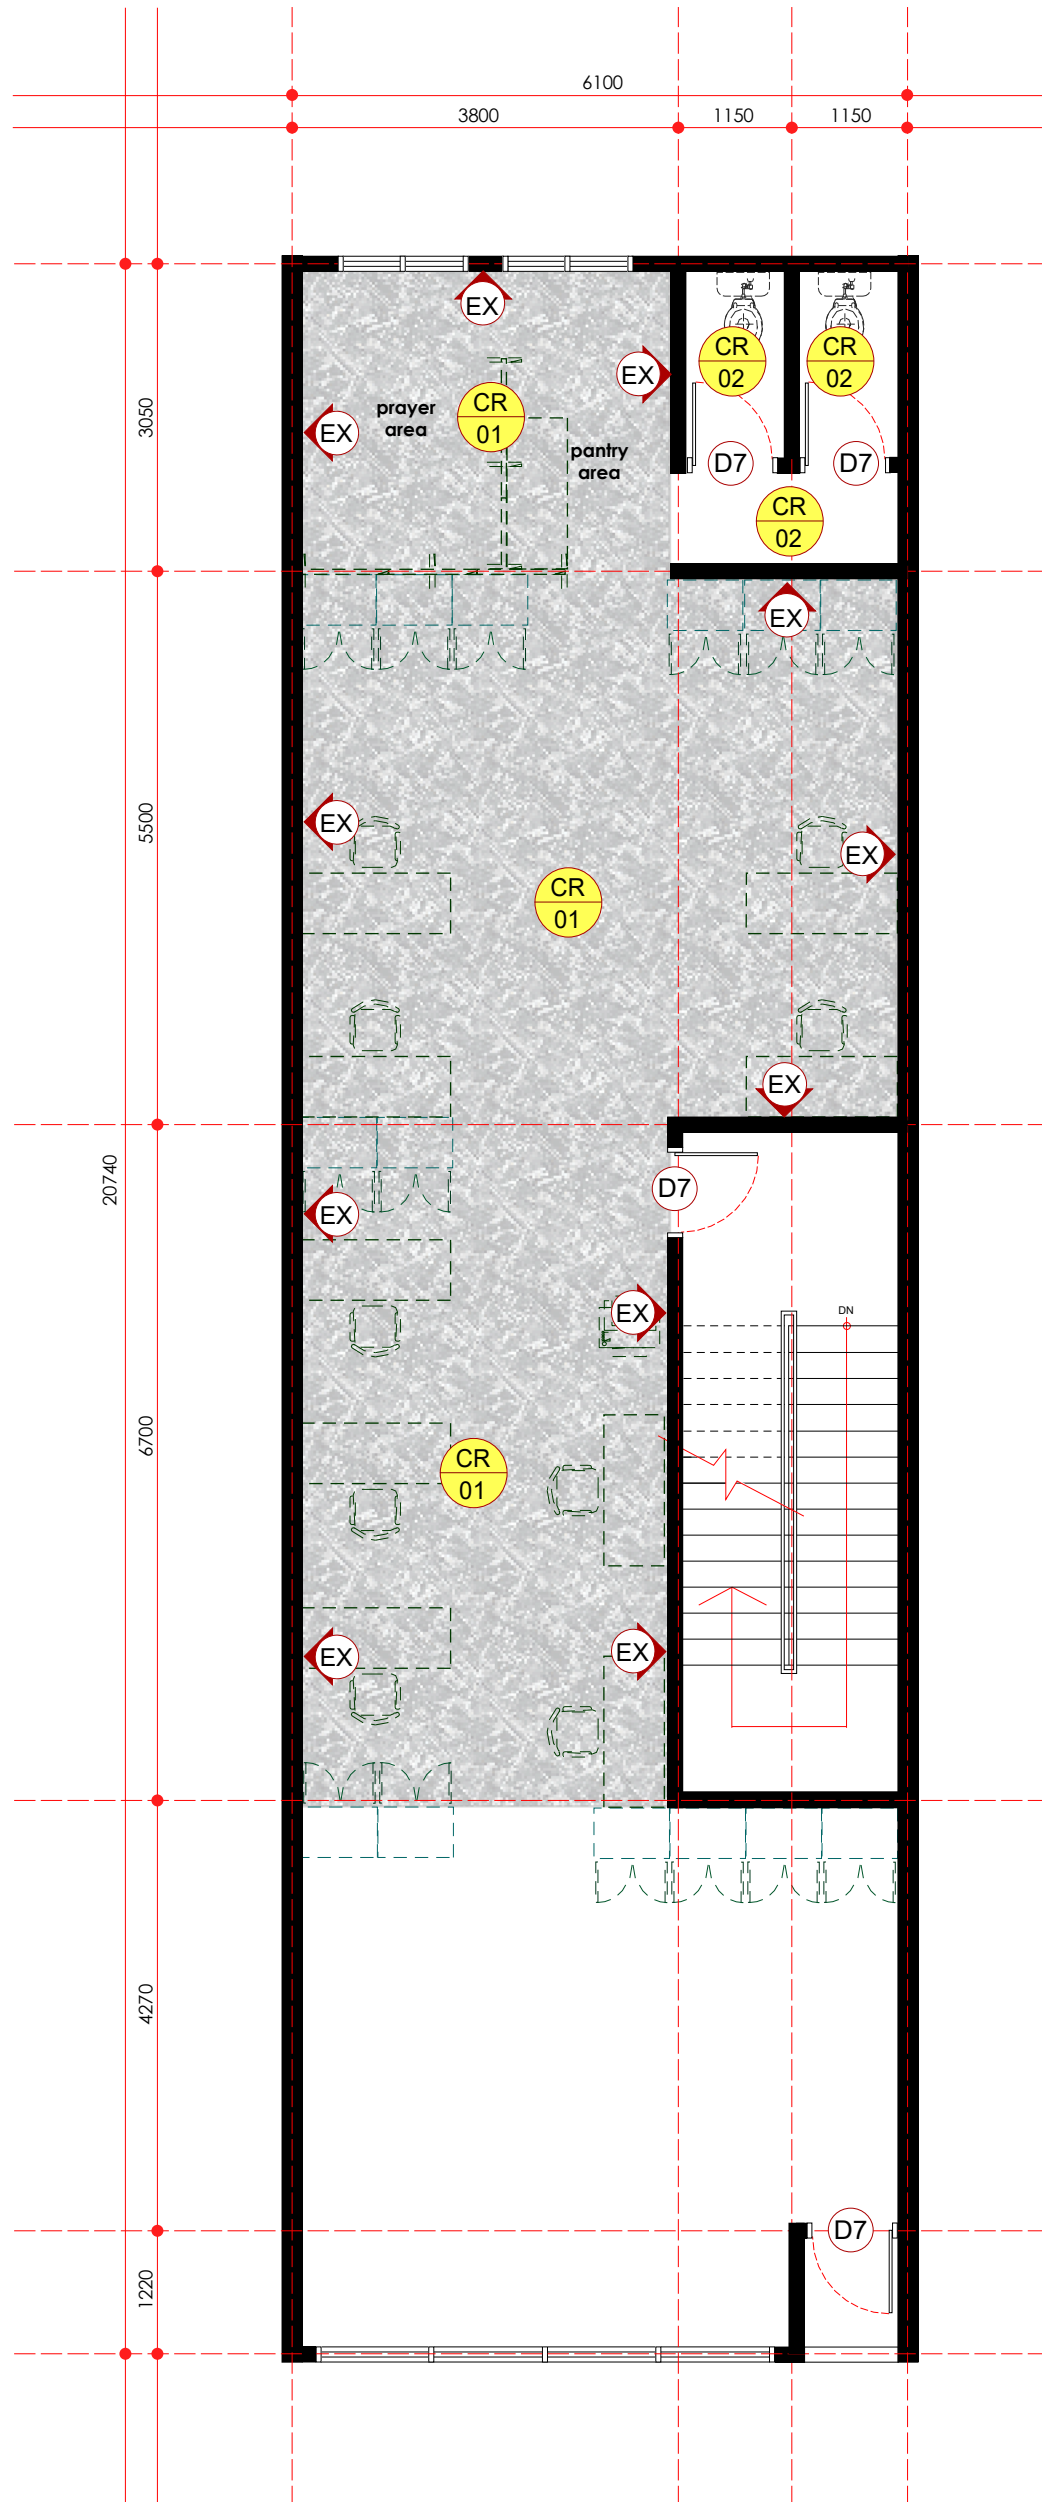 6100
3800
1150
1150
EX
EX
CR
02
CR
02
3050
prayer
area
CR
01
EX
pantry
area
D7
D7
CR
02
EX
5500
EX
EX
CR
01
EX
20740
D7
EX
EX
DN
6700
CR
01
EX
EX
4270
D7
1220